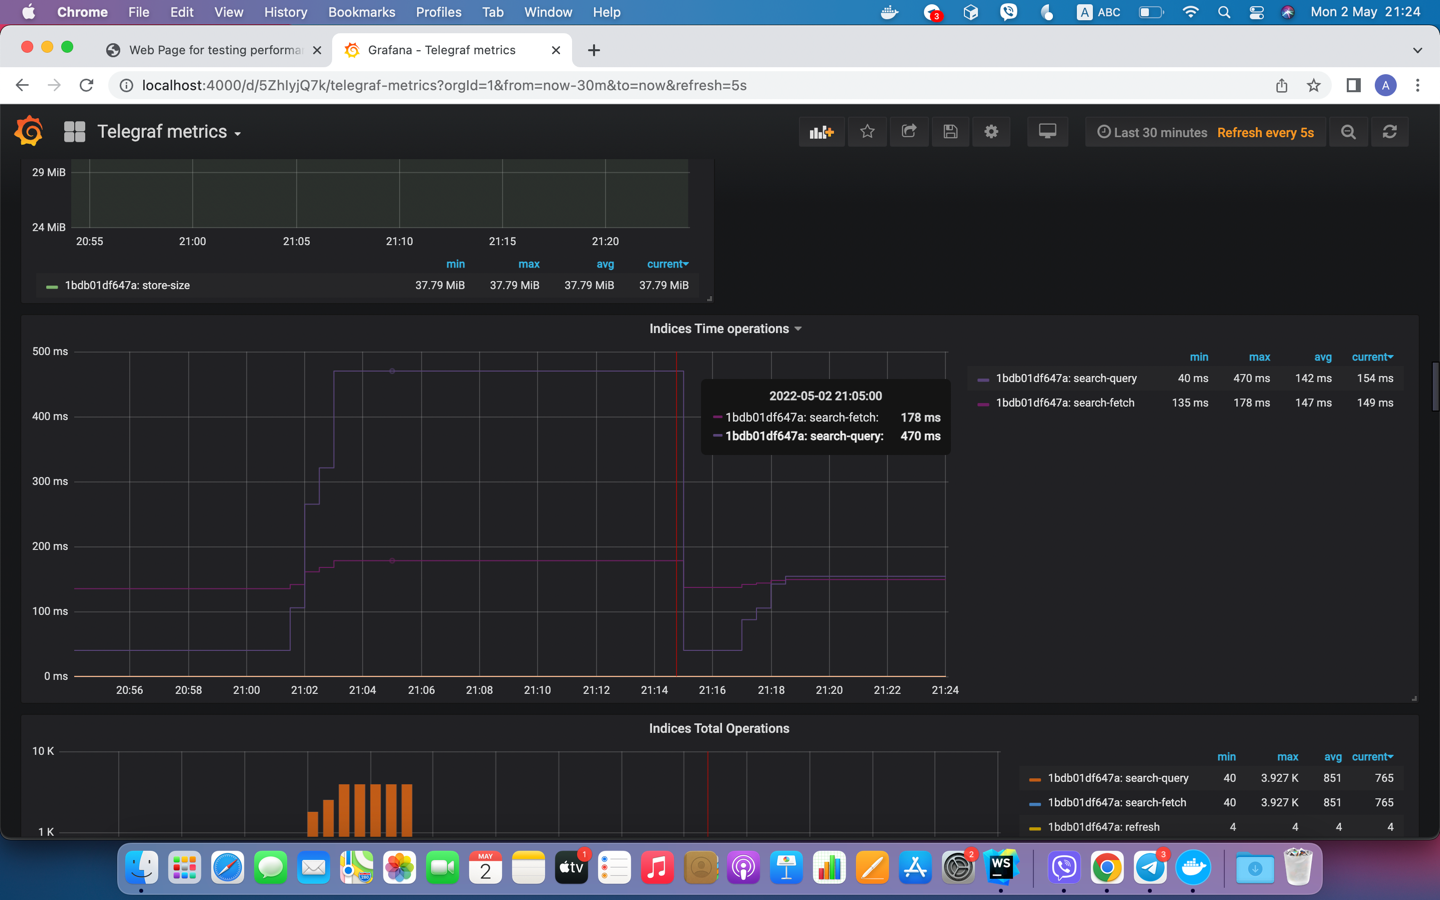 Chrome File Edit View History Bookmarks Profiles Tab Window Help 3 A ABC Mon 2 May 21:24
Web Page for testing performa Grafana - Telegraf metrics
localhost:4000/d/5ZhIyjQ7k/telegraf-metrics?orgId=1&from=now-30m&to=now&refresh=5s A
Telegraf metrics Last 30 minutes Refresh every 5s
29 MiB
24 MiB
20:55 21:00 21:05 21:10 21:15 21:20
min max avg current
1bdb01df647a: store-size 37.79 MiB 37.79 MiB 37.79 MiB 37.79 MiB
Indices Time operations
500 ms
400 ms
300 ms
200 ms
100 ms
0 ms
20:56 20:58 21:00 21:02 21:04 21:06 21:08 21:10 21:12 21:14 21:16 21:18 21:20 21:22 21:24
2022-05-02 21:05:00
1bdb01df647a: search-fetch: 178 ms
1bdb01df647a: search-query: 470 ms
min max avg current
1bdb01df647a: search-query 40 ms 470 ms 142 ms 154 ms
1bdb01df647a: search-fetch 135 ms 178 ms 147 ms 149 ms
Indices Total Operations
10 K
1 K
min max avg current
1bdb01df647a: search-query 40 3.927 K 851 765
1bdb01df647a: search-fetch 40 3.927 K 851 765
1bdb01df647a: refresh 4 4 4 4
MAY 2 tv 1 2 WS 3